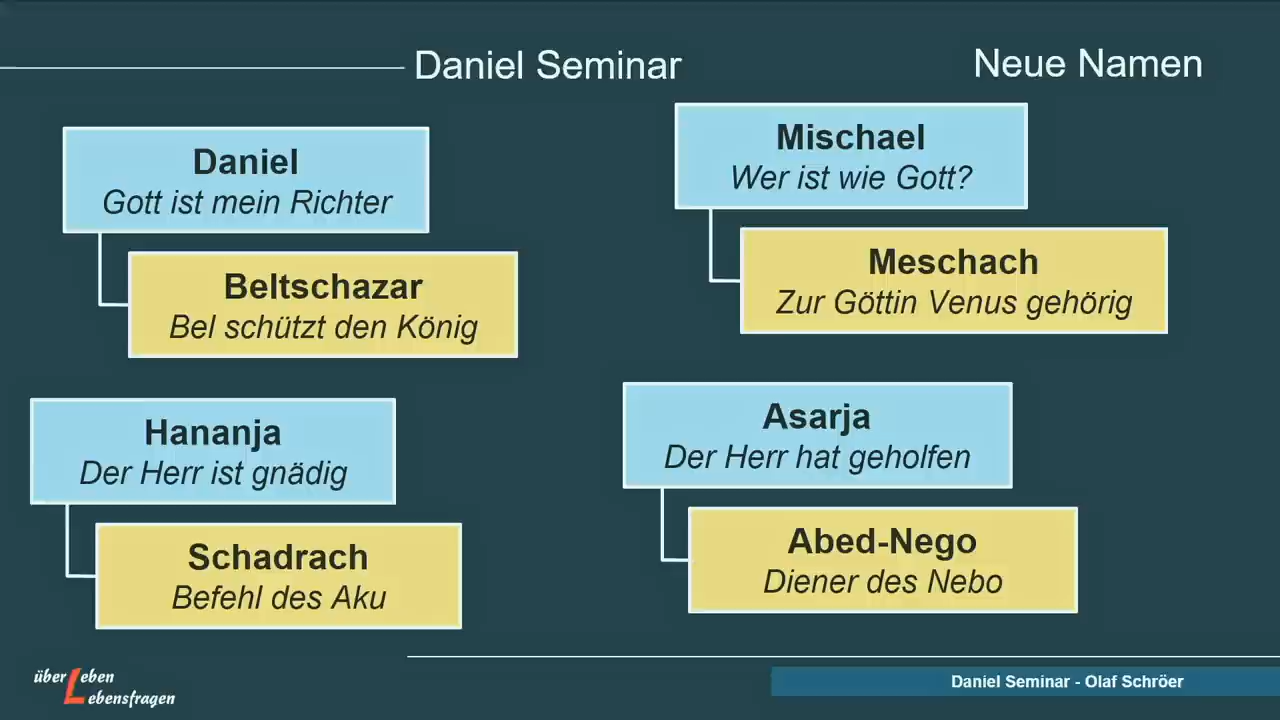 Daniel Seminar
Neue Namen
Daniel
Gott ist mein Richter
Beltschazar
Bel schützt den König
Mischael
Wer ist wie Gott?
Meschach
Zur Göttin Venus gehörig
Hananja
Der Herr ist gnädig
Schadrach
Befehl des Aku
Asarja
Der Herr hat geholfen
Abed-Nego
Diener des Nebo
überLeben
Lebensfragen
Daniel Seminar - Olaf Schröer